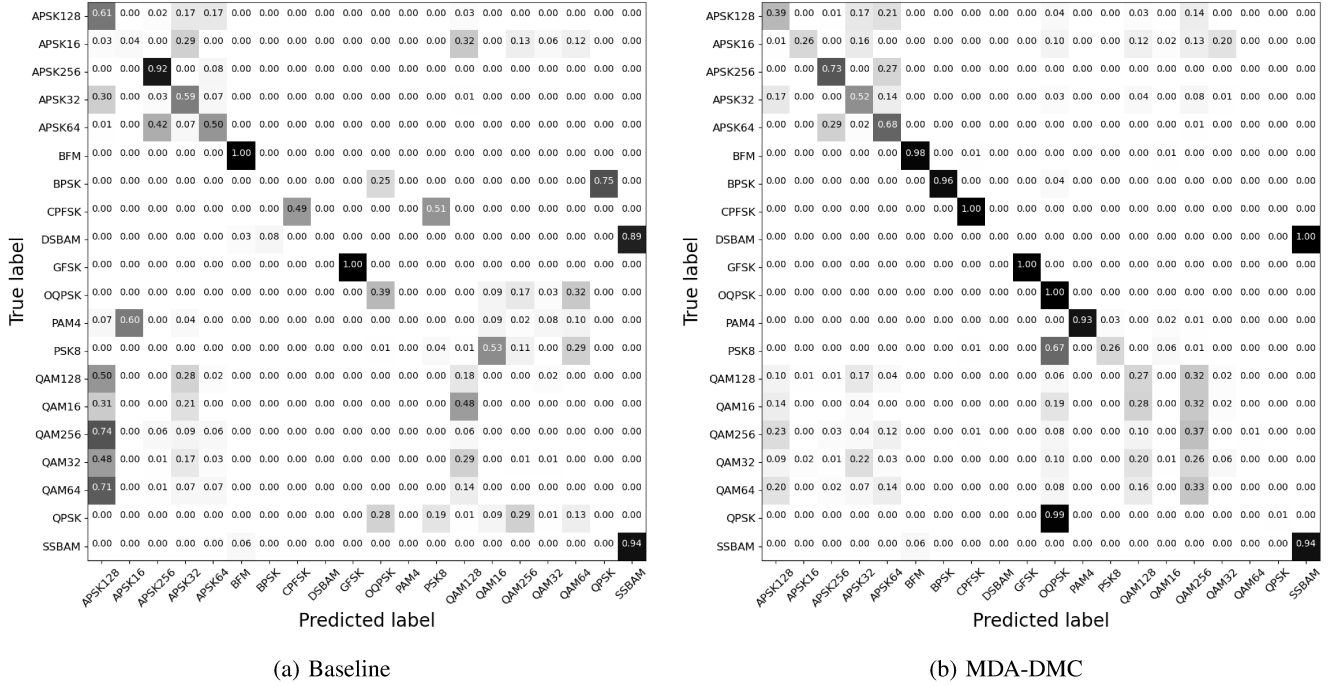 True label
APSK128 0.61 0.00 0.02 0.17 0.17 0.00 0.00 0.00 0.00 0.00 0.00 0.00 0.00 0.03 0.00 0.00 0.00 0.00 0.00 0.00
APSK16 0.03 0.04 0.00 0.29 0.00 0.00 0.00 0.00 0.00 0.00 0.00 0.00 0.00 0.32 0.00 0.13 0.06 0.12 0.00 0.00
APSK256 0.00 0.00 0.92 0.00 0.08 0.00 0.00 0.00 0.00 0.00 0.00 0.00 0.00 0.00 0.00 0.00 0.00 0.00 0.00 0.00
APSK32 0.30 0.00 0.03 0.59 0.07 0.00 0.00 0.00 0.00 0.00 0.00 0.00 0.00 0.01 0.00 0.00 0.00 0.00 0.00 0.00
APSK64 0.01 0.00 0.42 0.07 0.50 0.00 0.00 0.00 0.00 0.00 0.00 0.00 0.00 0.00 0.00 0.00 0.00 0.00 0.00 0.00
BFM 0.00 0.00 0.00 0.00 0.00 1.00 0.00 0.00 0.00 0.00 0.00 0.00 0.00 0.00 0.00 0.00 0.00 0.00 0.00 0.00
BPSK 0.00 0.00 0.00 0.00 0.00 0.00 0.00 0.00 0.00 0.00 0.25 0.00 0.00 0.00 0.00 0.00 0.00 0.00 0.75 0.00
CPFSK 0.00 0.00 0.00 0.00 0.00 0.00 0.00 0.49 0.00 0.00 0.00 0.00 0.51 0.00 0.00 0.00 0.00 0.00 0.00 0.00
DSBAM 0.00 0.00 0.00 0.00 0.00 0.03 0.08 0.00 0.00 0.00 0.00 0.00 0.00 0.00 0.00 0.00 0.00 0.00 0.00 0.89
GFSK 0.00 0.00 0.00 0.00 0.00 0.00 0.00 0.00 0.00 1.00 0.00 0.00 0.00 0.00 0.00 0.00 0.00 0.00 0.00 0.00
OQPSK 0.00 0.00 0.00 0.00 0.00 0.00 0.00 0.00 0.00 0.00 0.39 0.00 0.00 0.00 0.09 0.17 0.03 0.32 0.00 0.00
PAM4 0.07 0.60 0.00 0.04 0.00 0.00 0.00 0.00 0.00 0.00 0.00 0.00 0.00 0.00 0.09 0.02 0.08 0.10 0.00 0.00
PSK8 0.00 0.00 0.00 0.00 0.00 0.00 0.00 0.00 0.00 0.00 0.01 0.00 0.04 0.01 0.53 0.11 0.00 0.29 0.00 0.00
QAM128 0.50 0.00 0.00 0.28 0.02 0.00 0.00 0.00 0.00 0.00 0.00 0.00 0.00 0.18 0.00 0.00 0.02 0.00 0.00 0.00
QAM16 0.31 0.00 0.00 0.21 0.00 0.00 0.00 0.00 0.00 0.00 0.00 0.00 0.00 0.48 0.00 0.00 0.00 0.00 0.00 0.00
QAM256 0.74 0.00 0.06 0.09 0.06 0.00 0.00 0.00 0.00 0.00 0.00 0.00 0.00 0.06 0.00 0.00 0.00 0.00 0.00 0.00
QAM32 0.48 0.00 0.01 0.17 0.03 0.00 0.00 0.00 0.00 0.00 0.00 0.00 0.00 0.29 0.00 0.01 0.01 0.00 0.00 0.00
QAM64 0.71 0.00 0.01 0.07 0.07 0.00 0.00 0.00 0.00 0.00 0.00 0.00 0.00 0.14 0.00 0.00 0.00 0.00 0.00 0.00
QPSK 0.00 0.00 0.00 0.00 0.00 0.00 0.00 0.00 0.00 0.00 0.28 0.00 0.19 0.01 0.09 0.29 0.01 0.13 0.00 0.00
SSBAM 0.00 0.00 0.00 0.00 0.00 0.06 0.00 0.00 0.00 0.00 0.00 0.00 0.00 0.00 0.00 0.00 0.00 0.00 0.00 0.94
APSK128 APSK16 APSK256 APSK32 APSK64 BFM BPSK CPFSK DSBAM GFSK OQPSK PAM4 PSK8 QAM128 QAM16 QAM256 QAM32 QAM64 QPSK SSBAM
Predicted label
(a) Baseline
True label
APSK128 0.39 0.00 0.01 0.17 0.21 0.00 0.00 0.00 0.00 0.00 0.04 0.00 0.00 0.03 0.00 0.14 0.00 0.00 0.00 0.00
APSK16 0.01 0.26 0.00 0.16 0.00 0.00 0.00 0.00 0.00 0.00 0.10 0.00 0.00 0.12 0.02 0.13 0.20 0.00 0.00 0.00
APSK256 0.00 0.00 0.73 0.00 0.27 0.00 0.00 0.00 0.00 0.00 0.00 0.00 0.00 0.00 0.00 0.00 0.00 0.00 0.00 0.00
APSK32 0.17 0.00 0.00 0.52 0.14 0.00 0.00 0.00 0.00 0.00 0.03 0.00 0.00 0.04 0.00 0.08 0.01 0.00 0.00 0.00
APSK64 0.00 0.00 0.29 0.02 0.68 0.00 0.00 0.00 0.00 0.00 0.00 0.00 0.00 0.00 0.00 0.01 0.00 0.00 0.00 0.00
BFM 0.00 0.00 0.00 0.00 0.00 0.98 0.00 0.01 0.00 0.00 0.00 0.00 0.00 0.00 0.01 0.00 0.00 0.00 0.00 0.00
BPSK 0.00 0.00 0.00 0.00 0.00 0.00 0.96 0.00 0.00 0.00 0.04 0.00 0.00 0.00 0.00 0.00 0.00 0.00 0.00 0.00
CPFSK 0.00 0.00 0.00 0.00 0.00 0.00 0.00 1.00 0.00 0.00 0.00 0.00 0.00 0.00 0.00 0.00 0.00 0.00 0.00 0.00
DSBAM 0.00 0.00 0.00 0.00 0.00 0.00 0.00 0.00 0.00 0.00 0.00 0.00 0.00 0.00 0.00 0.00 0.00 0.00 0.00 1.00
GFSK 0.00 0.00 0.00 0.00 0.00 0.00 0.00 0.00 0.00 1.00 0.00 0.00 0.00 0.00 0.00 0.00 0.00 0.00 0.00 0.00
OQPSK 0.00 0.00 0.00 0.00 0.00 0.00 0.00 0.00 0.00 0.00 1.00 0.00 0.00 0.00 0.00 0.00 0.00 0.00 0.00 0.00
PAM4 0.00 0.00 0.00 0.00 0.00 0.00 0.00 0.00 0.00 0.00 0.00 0.93 0.03 0.00 0.02 0.01 0.00 0.00 0.00 0.00
PSK8 0.00 0.00 0.00 0.00 0.00 0.00 0.00 0.01 0.00 0.00 0.67 0.00 0.26 0.00 0.06 0.01 0.00 0.00 0.00 0.00
QAM128 0.10 0.01 0.01 0.17 0.04 0.00 0.00 0.00 0.00 0.00 0.06 0.00 0.00 0.27 0.00 0.32 0.02 0.00 0.00 0.00
QAM16 0.14 0.00 0.00 0.04 0.00 0.00 0.00 0.00 0.00 0.00 0.19 0.00 0.00 0.28 0.01 0.32 0.02 0.00 0.00 0.00
QAM256 0.23 0.00 0.03 0.04 0.12 0.00 0.00 0.01 0.00 0.00 0.08 0.00 0.00 0.10 0.00 0.37 0.00 0.01 0.00 0.00
QAM32 0.09 0.02 0.01 0.22 0.03 0.00 0.00 0.00 0.00 0.00 0.10 0.00 0.00 0.20 0.01 0.26 0.06 0.00 0.00 0.00
QAM64 0.20 0.00 0.02 0.07 0.14 0.00 0.00 0.00 0.00 0.00 0.08 0.00 0.00 0.16 0.00 0.33 0.00 0.00 0.00 0.00
QPSK 0.00 0.00 0.00 0.00 0.00 0.00 0.00 0.00 0.00 0.00 0.99 0.00 0.00 0.00 0.00 0.00 0.00 0.00 0.01 0.00
SSBAM 0.00 0.00 0.00 0.00 0.00 0.06 0.00 0.00 0.00 0.00 0.00 0.00 0.00 0.00 0.00 0.00 0.00 0.00 0.00 0.94
APSK128 APSK16 APSK256 APSK32 APSK64 BFM BPSK CPFSK DSBAM GFSK OQPSK PAM4 PSK8 QAM128 QAM16 QAM256 QAM32 QAM64 QPSK SSBAM
Predicted label
(b) MDA-DMC